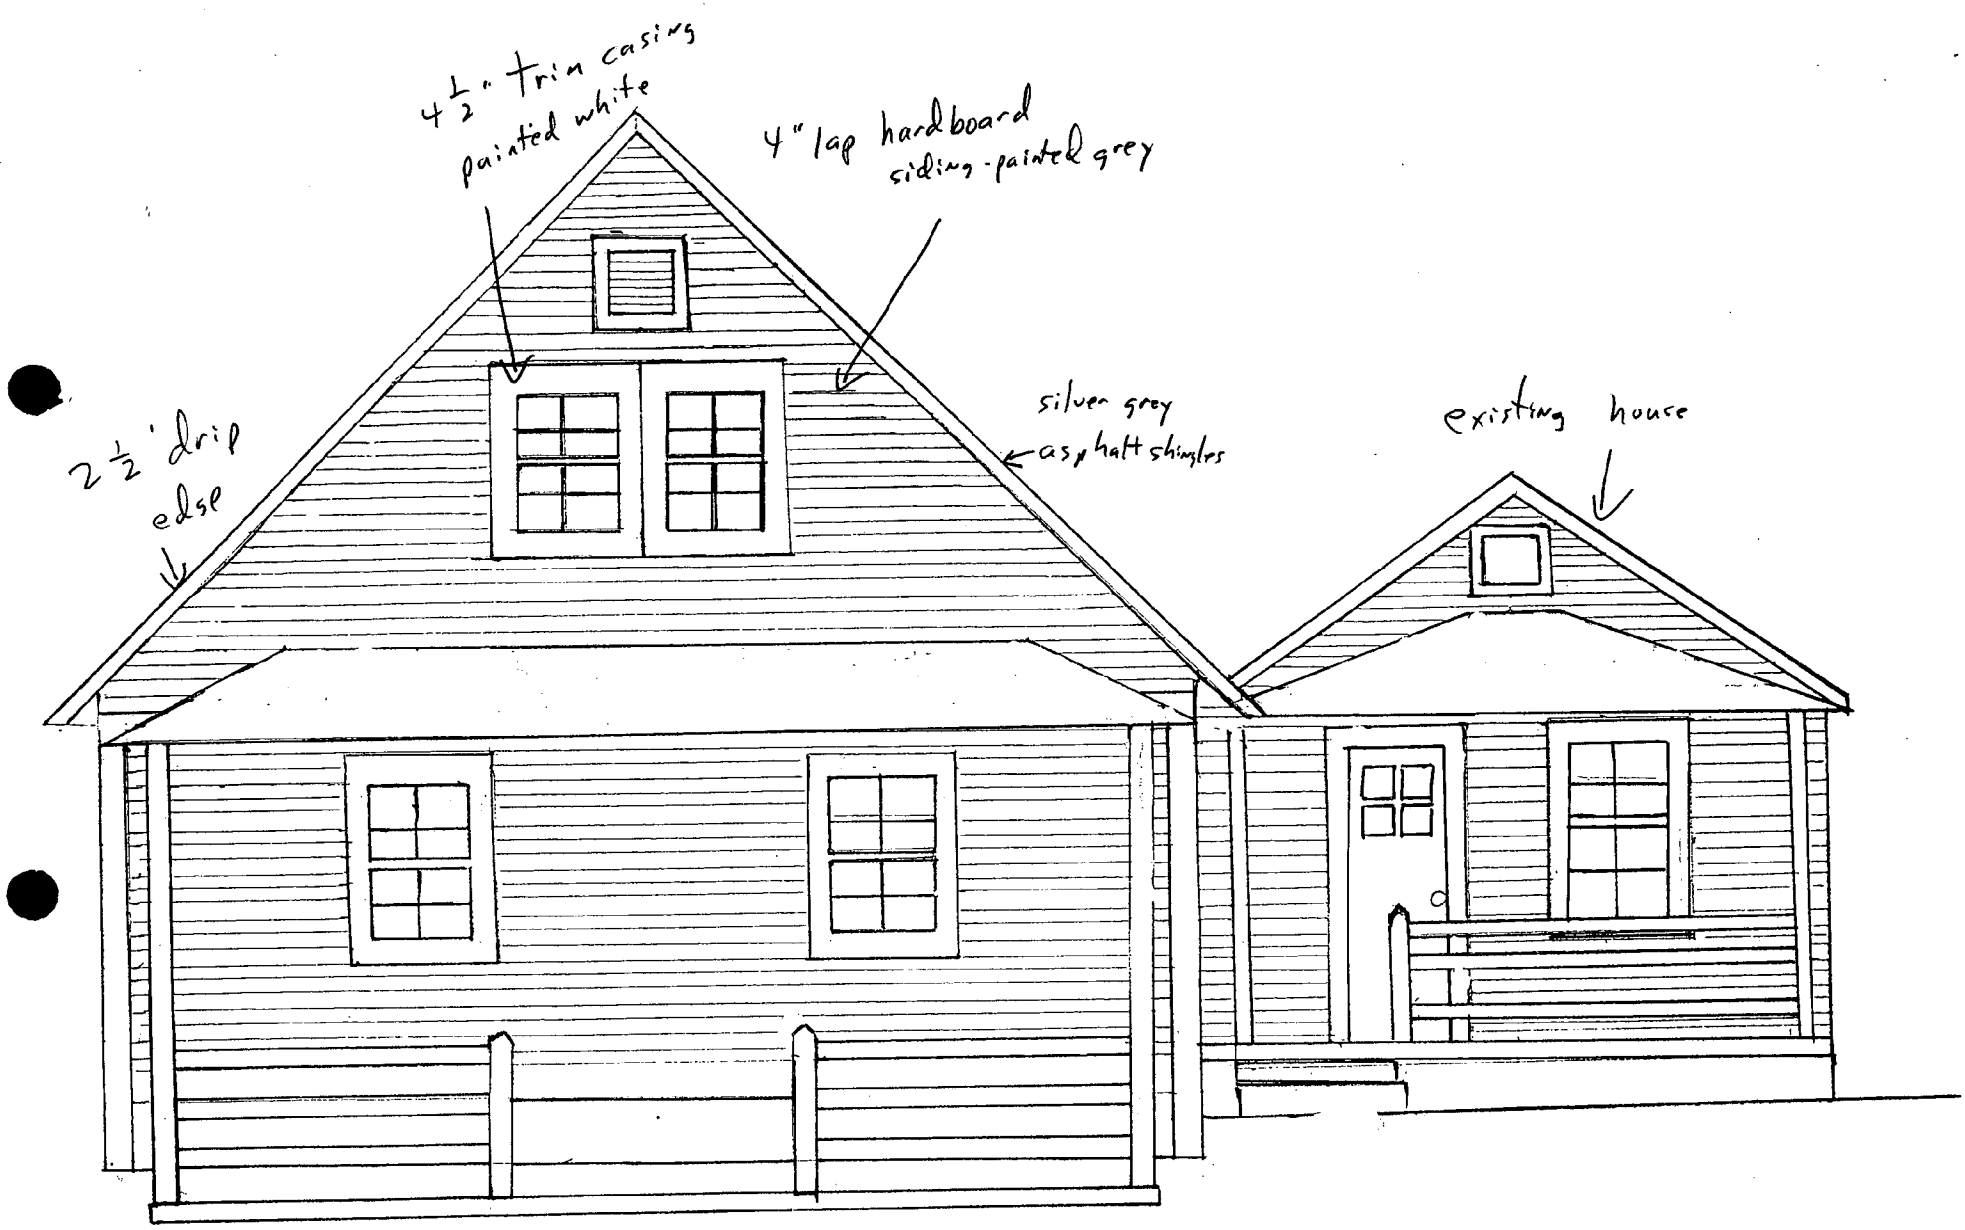 4 1/2" trim casing
painted white
4" lap hardboard
siding-painted grey
silver grey
asphalt shingles
existing house
2 1/2' drip
edge